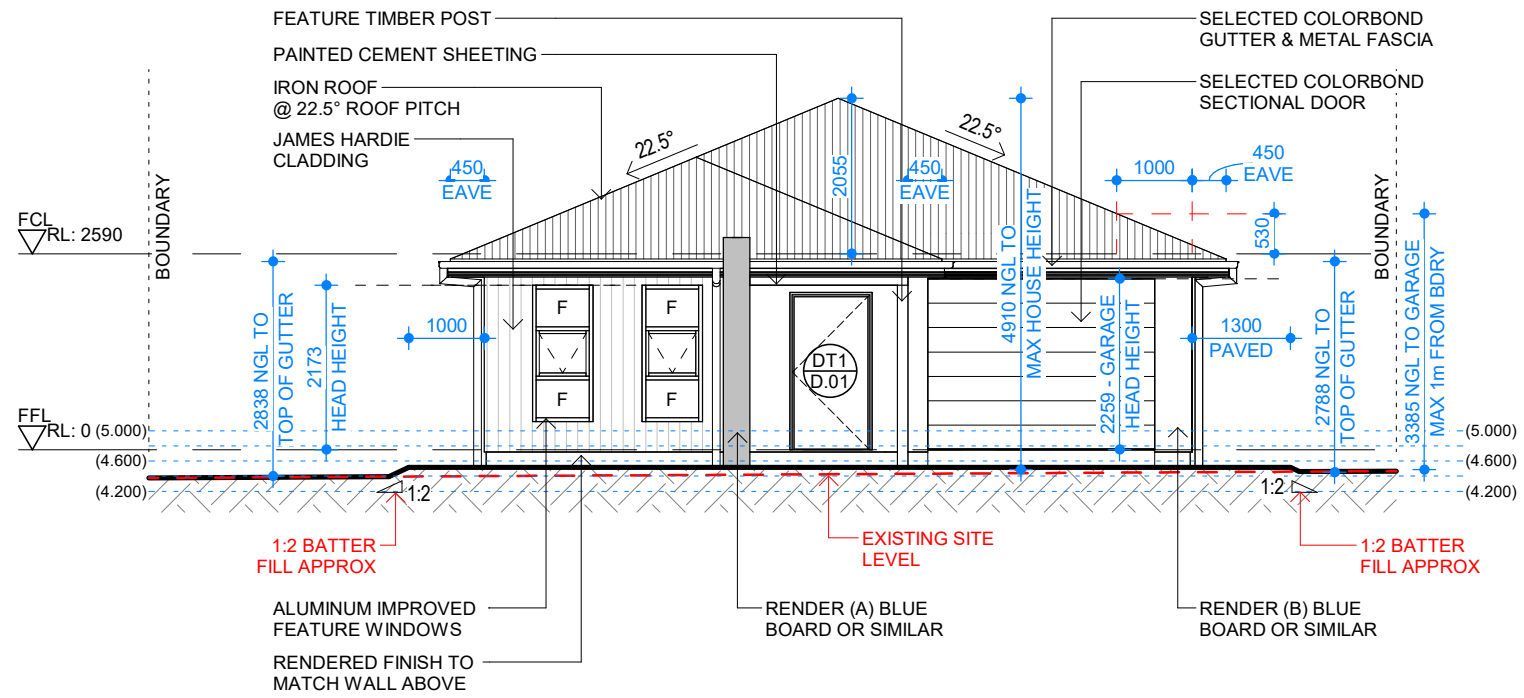 FEATURE TIMBER POST
PAINTED CEMENT SHEETING
IRON ROOF
@ 22.5° ROOF PITCH
JAMES HARDIE
CLADDING
SELECTED COLORBOND
GUTTER & METAL FASCIA
SELECTED COLORBOND
SECTIONAL DOOR
22.5°
22.5°
450
EAVE
2055
450
EAVE
1000
450
EAVE
530
BOUNDARY
BOUNDARY
FCL
RL: 2590
4910 NGL TO
MAX HOUSE HEIGHT
2838 NGL TO
TOP OF GUTTER
2173
HEAD HEIGHT
1000
F
F
F
F
DT1
D.01
2259 - GARAGE
HEAD HEIGHT
1300
PAVED
2788 NGL TO
TOP OF GUTTER
3385 NGL TO GARAGE
MAX 1m FROM BDRY
FFL
RL: 0 (5.000)
(4.600)
(4.200)
(5.000)
(4.600)
(4.200)
1:2
1:2
1:2 BATTER
FILL APPROX
EXISTING SITE
LEVEL
1:2 BATTER
FILL APPROX
ALUMINUM IMPROVED
FEATURE WINDOWS
RENDER (A) BLUE
BOARD OR SIMILAR
RENDER (B) BLUE
BOARD OR SIMILAR
RENDERED FINISH TO
MATCH WALL ABOVE